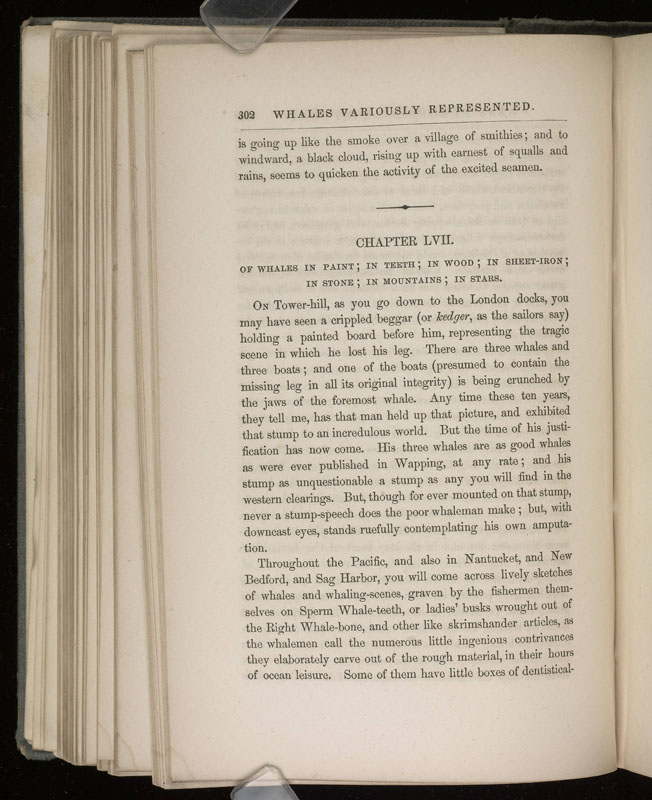 302 WHALES VARIOUSLY REPRESENTED.
is going up like the smoke over a village of smithies; and to
windward, a black cloud, rising up with earnest of squalls and
rains, seems to quicken the activity of the excited seamen.
CHAPTER LVII.
OF WHALES IN PAINT; IN TEETH; IN WOOD; IN SHEET-IRON;
IN STONE; IN MOUNTAINS; IN STARS.
On Tower-hill, as you go down to the London docks, you
may have seen a crippled beggar (or kedger, as the sailors say)
holding a painted board before him, representing the tragic
scene in which he lost his leg. There are three whales and
three boats; and one of the boats (presumed to contain the
missing leg in all its original integrity) is being crunched by
the jaws of the foremost whale. Any time these ten years,
they tell me, has that man held up that picture, and exhibited
that stump to an incredulous world. But the time of his justi-
fication has now come. His three whales are as good whales
as were ever published in Wapping, at any rate; and his
stump as unquestionable a stump as any you will find in the
western clearings. But, though for ever mounted on that stump,
never a stump-speech does the poor whaleman make; but, with
downcast eyes, stands ruefully contemplating his own amputa-
tion.
Throughout the Pacific, and also in Nantucket, and New
Bedford, and Sag Harbor, you will come across lively sketches
of whales and whaling-scenes, graven by the fishermen them-
selves on Sperm Whale-teeth, or ladies' busks wrought out of
the Right Whale-bone, and other like skrimshander articles, as
the whalemen call the numerous little ingenious contrivances
they elaborately carve out of the rough material, in their hours
of ocean leisure. Some of them have little boxes of dentistical-